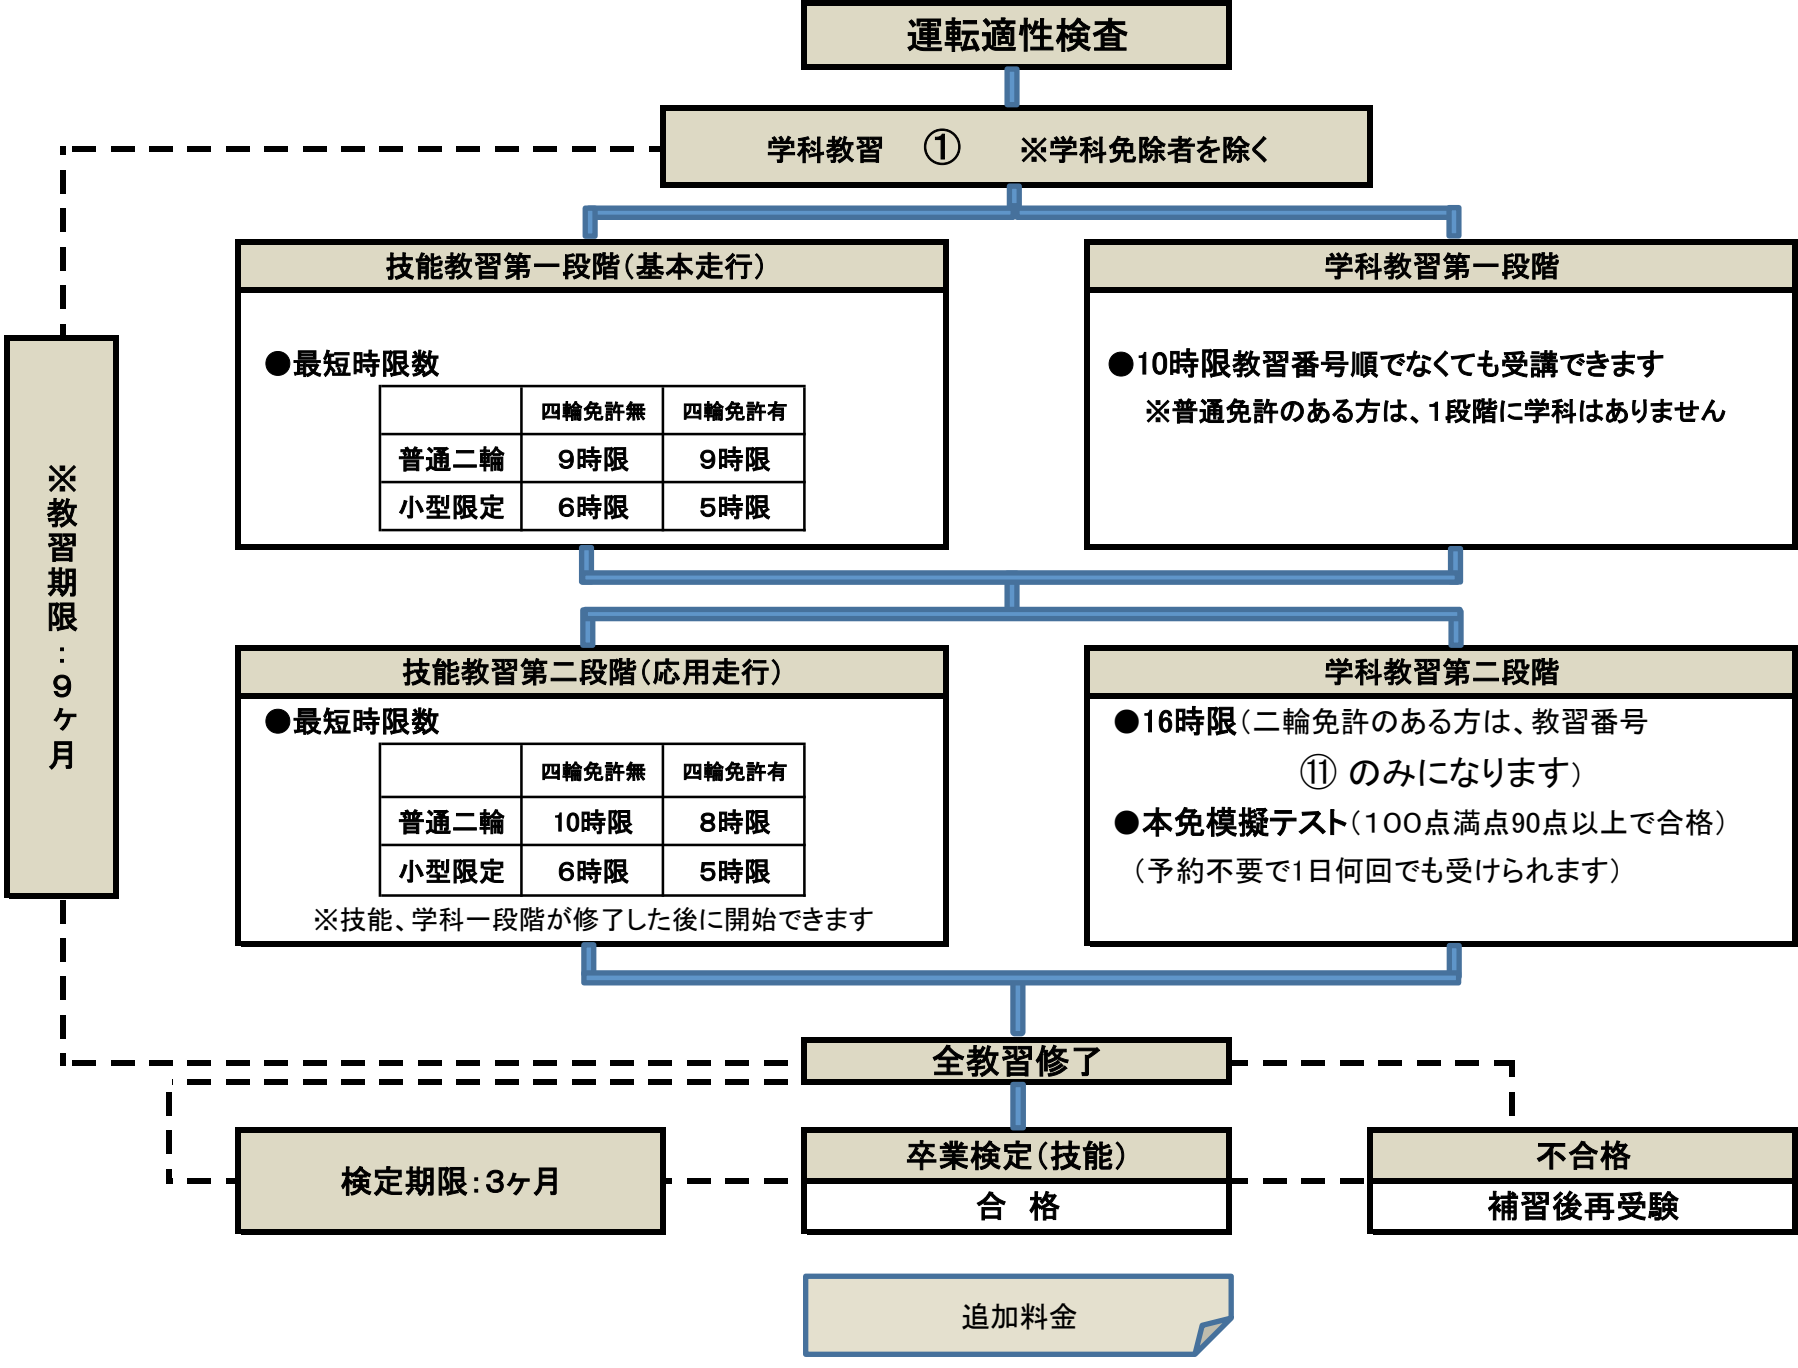 運転適性検査
学科教習　①　※学科免除者を除く
技能教習第一段階（基本走行）
●最短時限数
四輪免許無　四輪免許有
普通二輪　９時限　９時限
小型限定　６時限　５時限
学科教習第一段階
●10時限教習番号順でなくても受講できます
※普通免許のある方は、１段階に学科はありません
※教習期限：９ヶ月
技能教習第二段階（応用走行）
●最短時限数
四輪免許無　四輪免許有
普通二輪　10時限　８時限
小型限定　６時限　５時限
※技能、学科一段階が修了した後に開始できます
学科教習第二段階
●16時限（二輪免許のある方は、教習番号
⑪ のみになります）
●本免模擬テスト（１００点満点90点以上で合格）
（予約不要で1日何回でも受けられます）
全教習修了
検定期限：３ヶ月
卒業検定（技能）
合　格
不合格
補習後再受験
追加料金